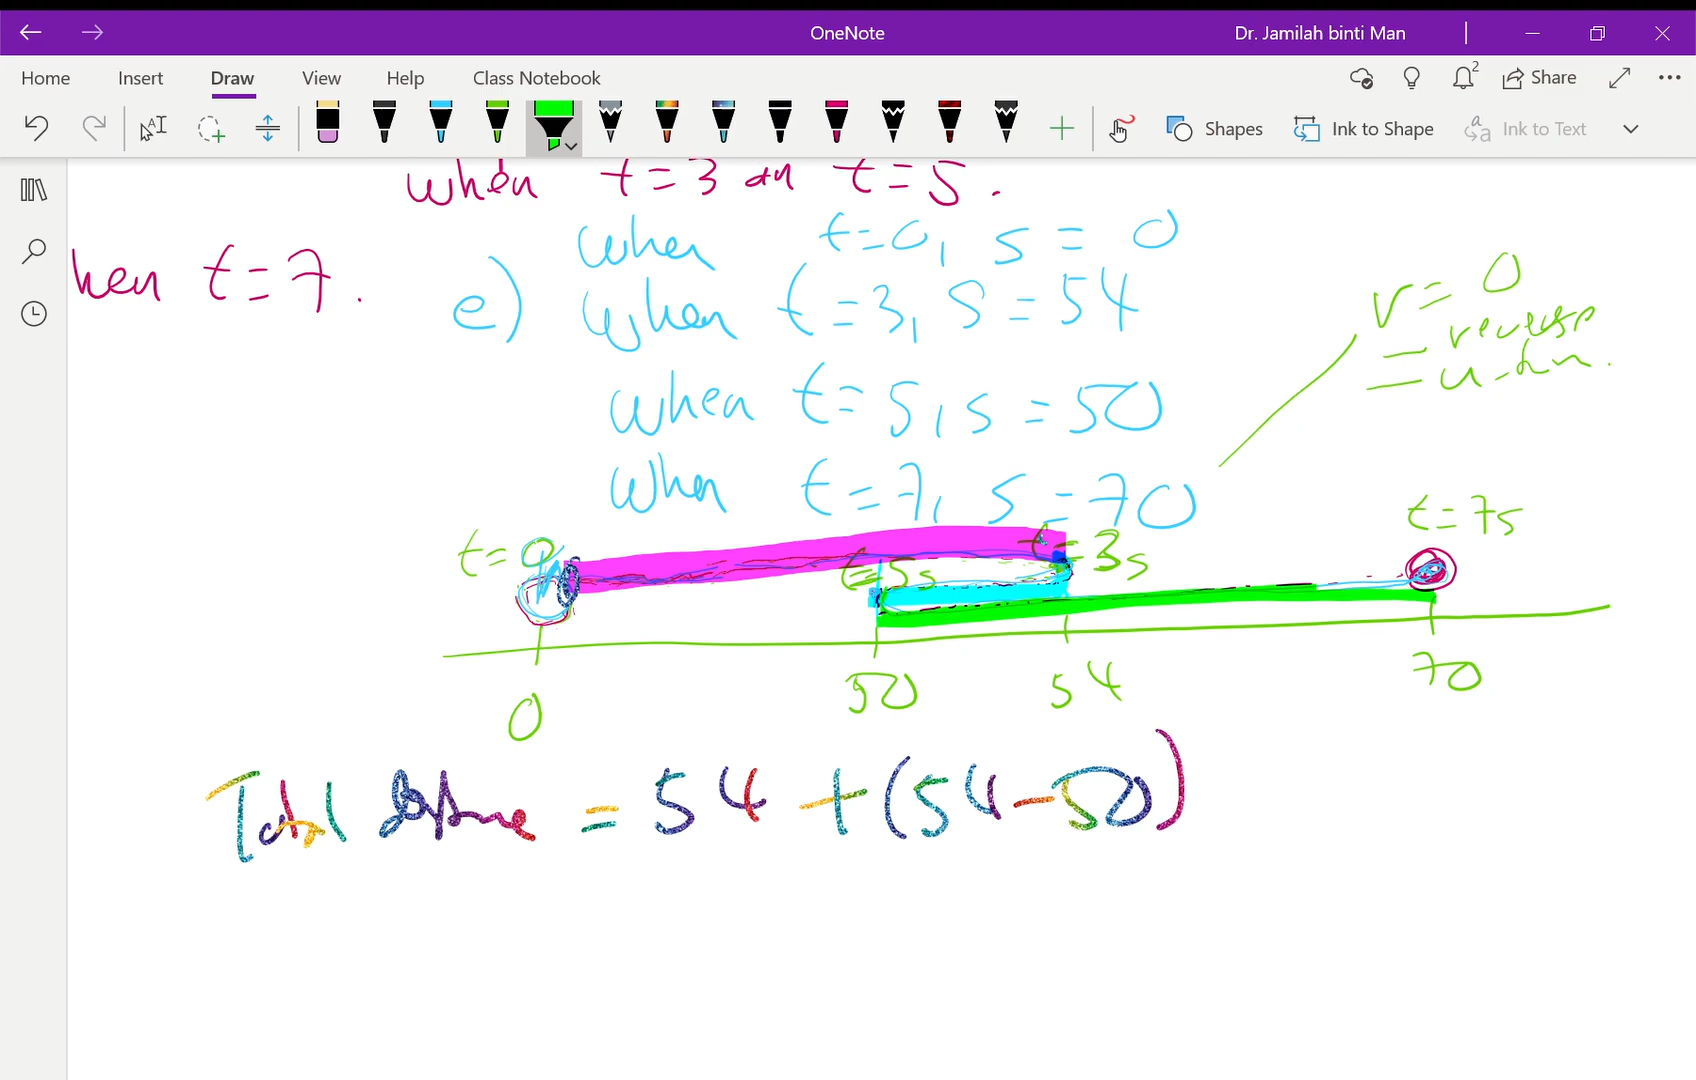 OneNote
Dr. Jamilah binti Man
Home Insert Draw View Help Class Notebook
2 Share
Shapes Ink to Shape Ink to Text
when t=3 an t=5.
hen t=7.
when t=0, s = 0
e) when t=3, s=54
when t=5, s=50
when t=7, s=70
v= 0
= reverse
= u-turn.
t=0 t=5s t=3s t=7s
0 50 54 70
Total distance = 54 + (54-50)